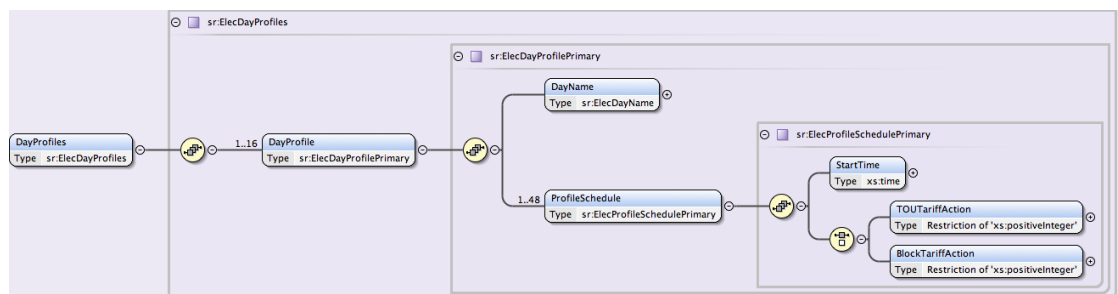 sr:ElecDayProfiles
sr:ElecDayProfilePrimary
DayName
Type sr:ElecDayName
sr:ElecProfileSchedulePrimary
DayProfiles
Type sr:ElecDayProfiles
1..16
DayProfile
Type sr:ElecDayProfilePrimary
StartTime
Type xs:time
1..48
ProfileSchedule
Type sr:ElecProfileSchedulePrimary
TOUTariffAction
Type Restriction of 'xs:positiveInteger'
BlockTariffAction
Type Restriction of 'xs:positiveInteger'